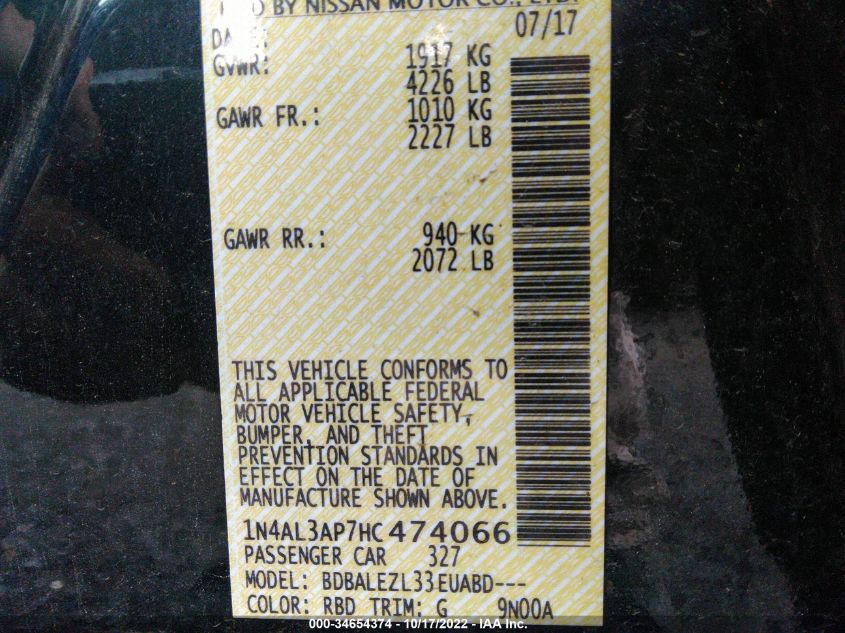 D BY NISSAN MOTOR CO., LTD.
07/17
GVWR: 1917 KG
4226 LB
GAWR FR.: 1010 KG
2227 LB
GAWR RR.: 940 KG
2072 LB
THIS VEHICLE CONFORMS TO
ALL APPLICABLE FEDERAL
MOTOR VEHICLE SAFETY,
BUMPER, AND THEFT
PREVENTION STANDARDS IN
EFFECT ON THE DATE OF
MANUFACTURE SHOWN ABOVE.
1N4AL3AP7HC474066
PASSENGER CAR 327
MODEL: BDBALEZL33EUABD---
COLOR: RBD TRIM: G 9N00A
000-34654374 - 10/17/2022 - IAA Inc.